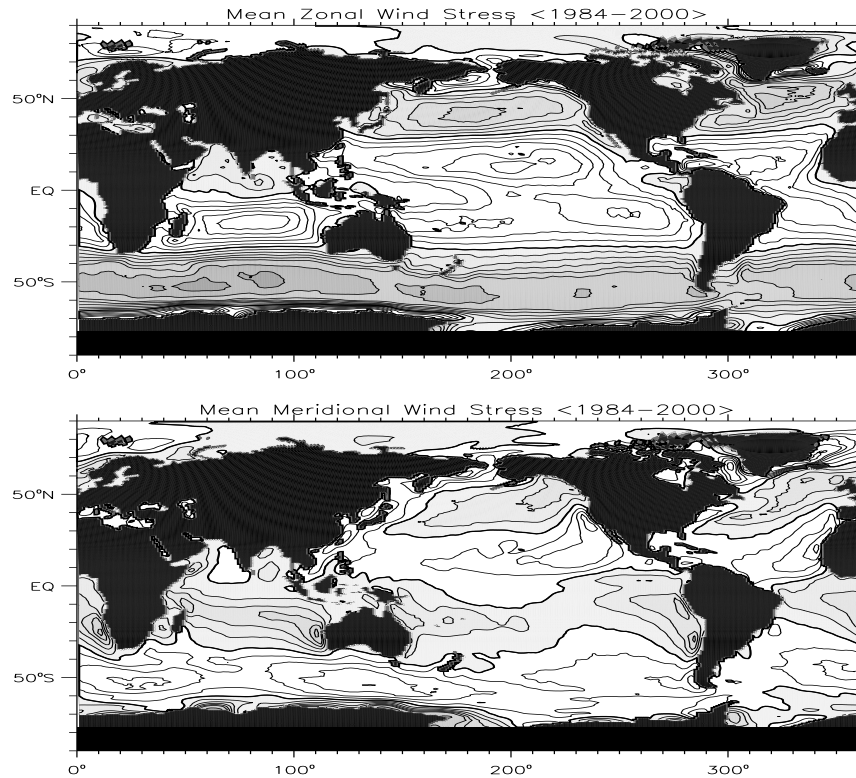 Mean Zonal Wind Stress <1984−2000>
50°N
EQ
50°S
0° 100° 200° 300°
Mean Meridional Wind Stress <1984−2000>
50°N
EQ
50°S
0° 100° 200° 300°